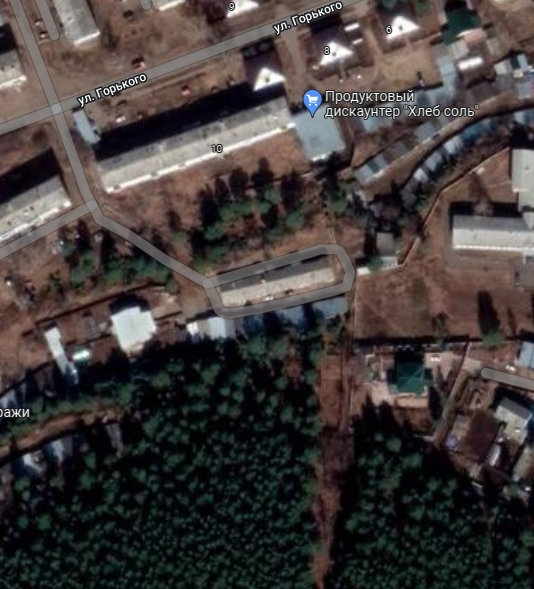 9
ул. Горького
6
8
ул. Горького
Продуктовый
дискаунтер "Хлеб соль"
10
ражи